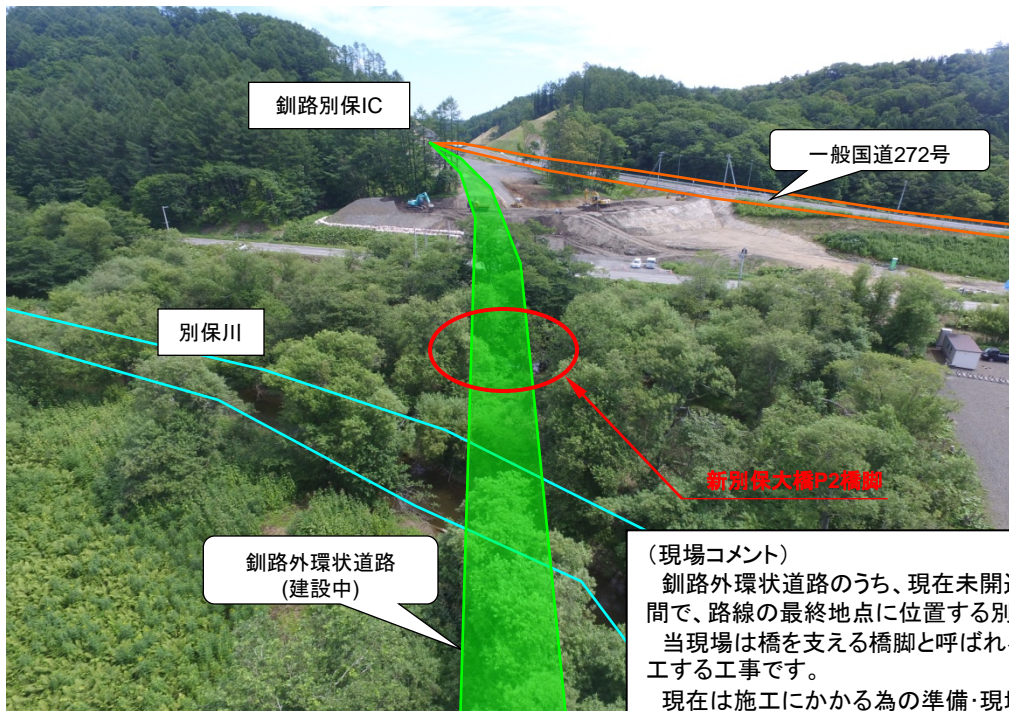 釧路別保IC
一般国道272号
別保川
新別保大橋P2橋脚
釧路外環状道路
(建設中)
（現場コメント）
釧路外環状道路のうち、現在未開
間で、路線の最終地点に位置する別
当現場は橋を支える橋脚と呼ばれ
工する工事です。
現在は施工にかかる為の準備・現